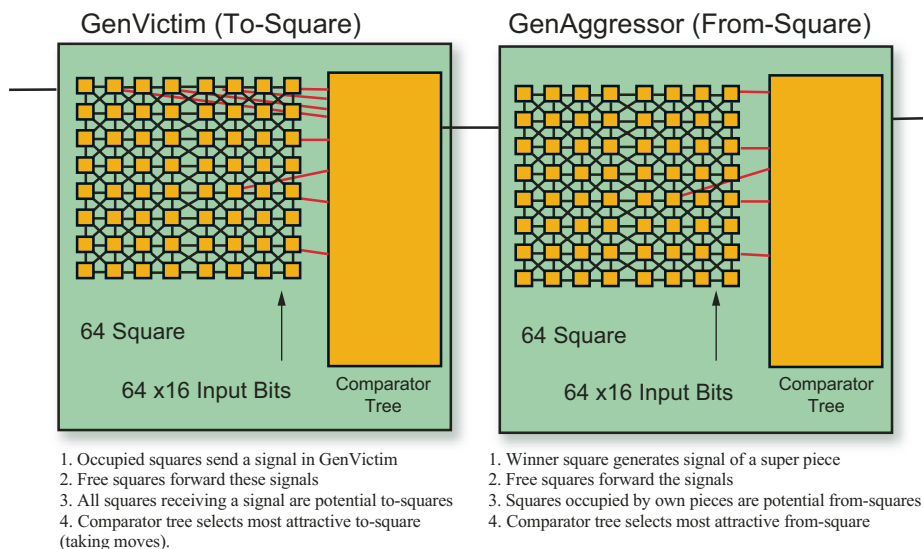 GenVictim (To-Square)
64 Square
64 x16 Input Bits
Comparator
Tree
1. Occupied squares send a signal in GenVictim
2. Free squares forward these signals
3. All squares receiving a signal are potential to-squares
4. Comparator tree selects most attractive to-square
(taking moves).
GenAggressor (From-Square)
64 Square
64 x16 Input Bits
Comparator
Tree
1. Winner square generates signal of a super piece
2. Free squares forward the signals
3. Squares occupied by own pieces are potential from-squares
4. Comparator tree selects most attractive from-square